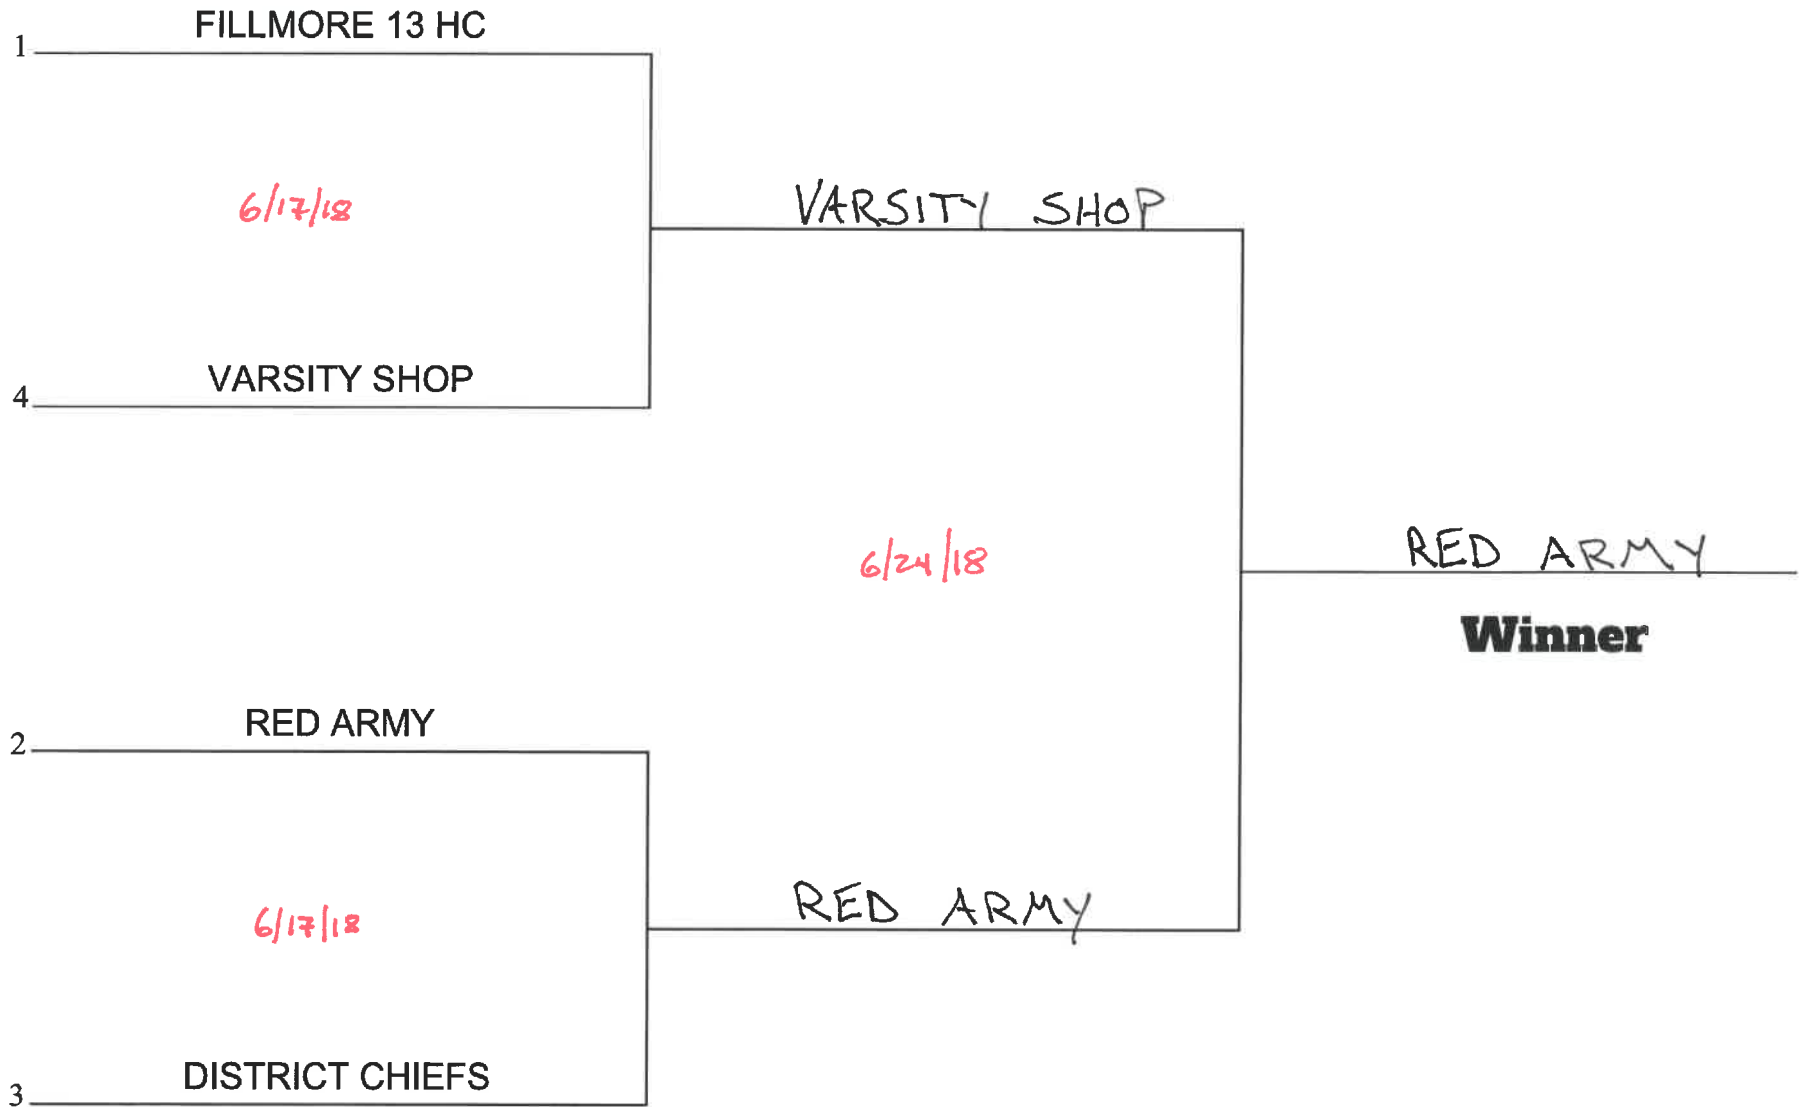 FILLMORE 13 HC
1
6/17/18
VARSITY SHOP
VARSITY SHOP
4
6/24/18
RED ARMY
Winner
RED ARMY
2
6/17/18
RED ARMY
DISTRICT CHIEFS
3